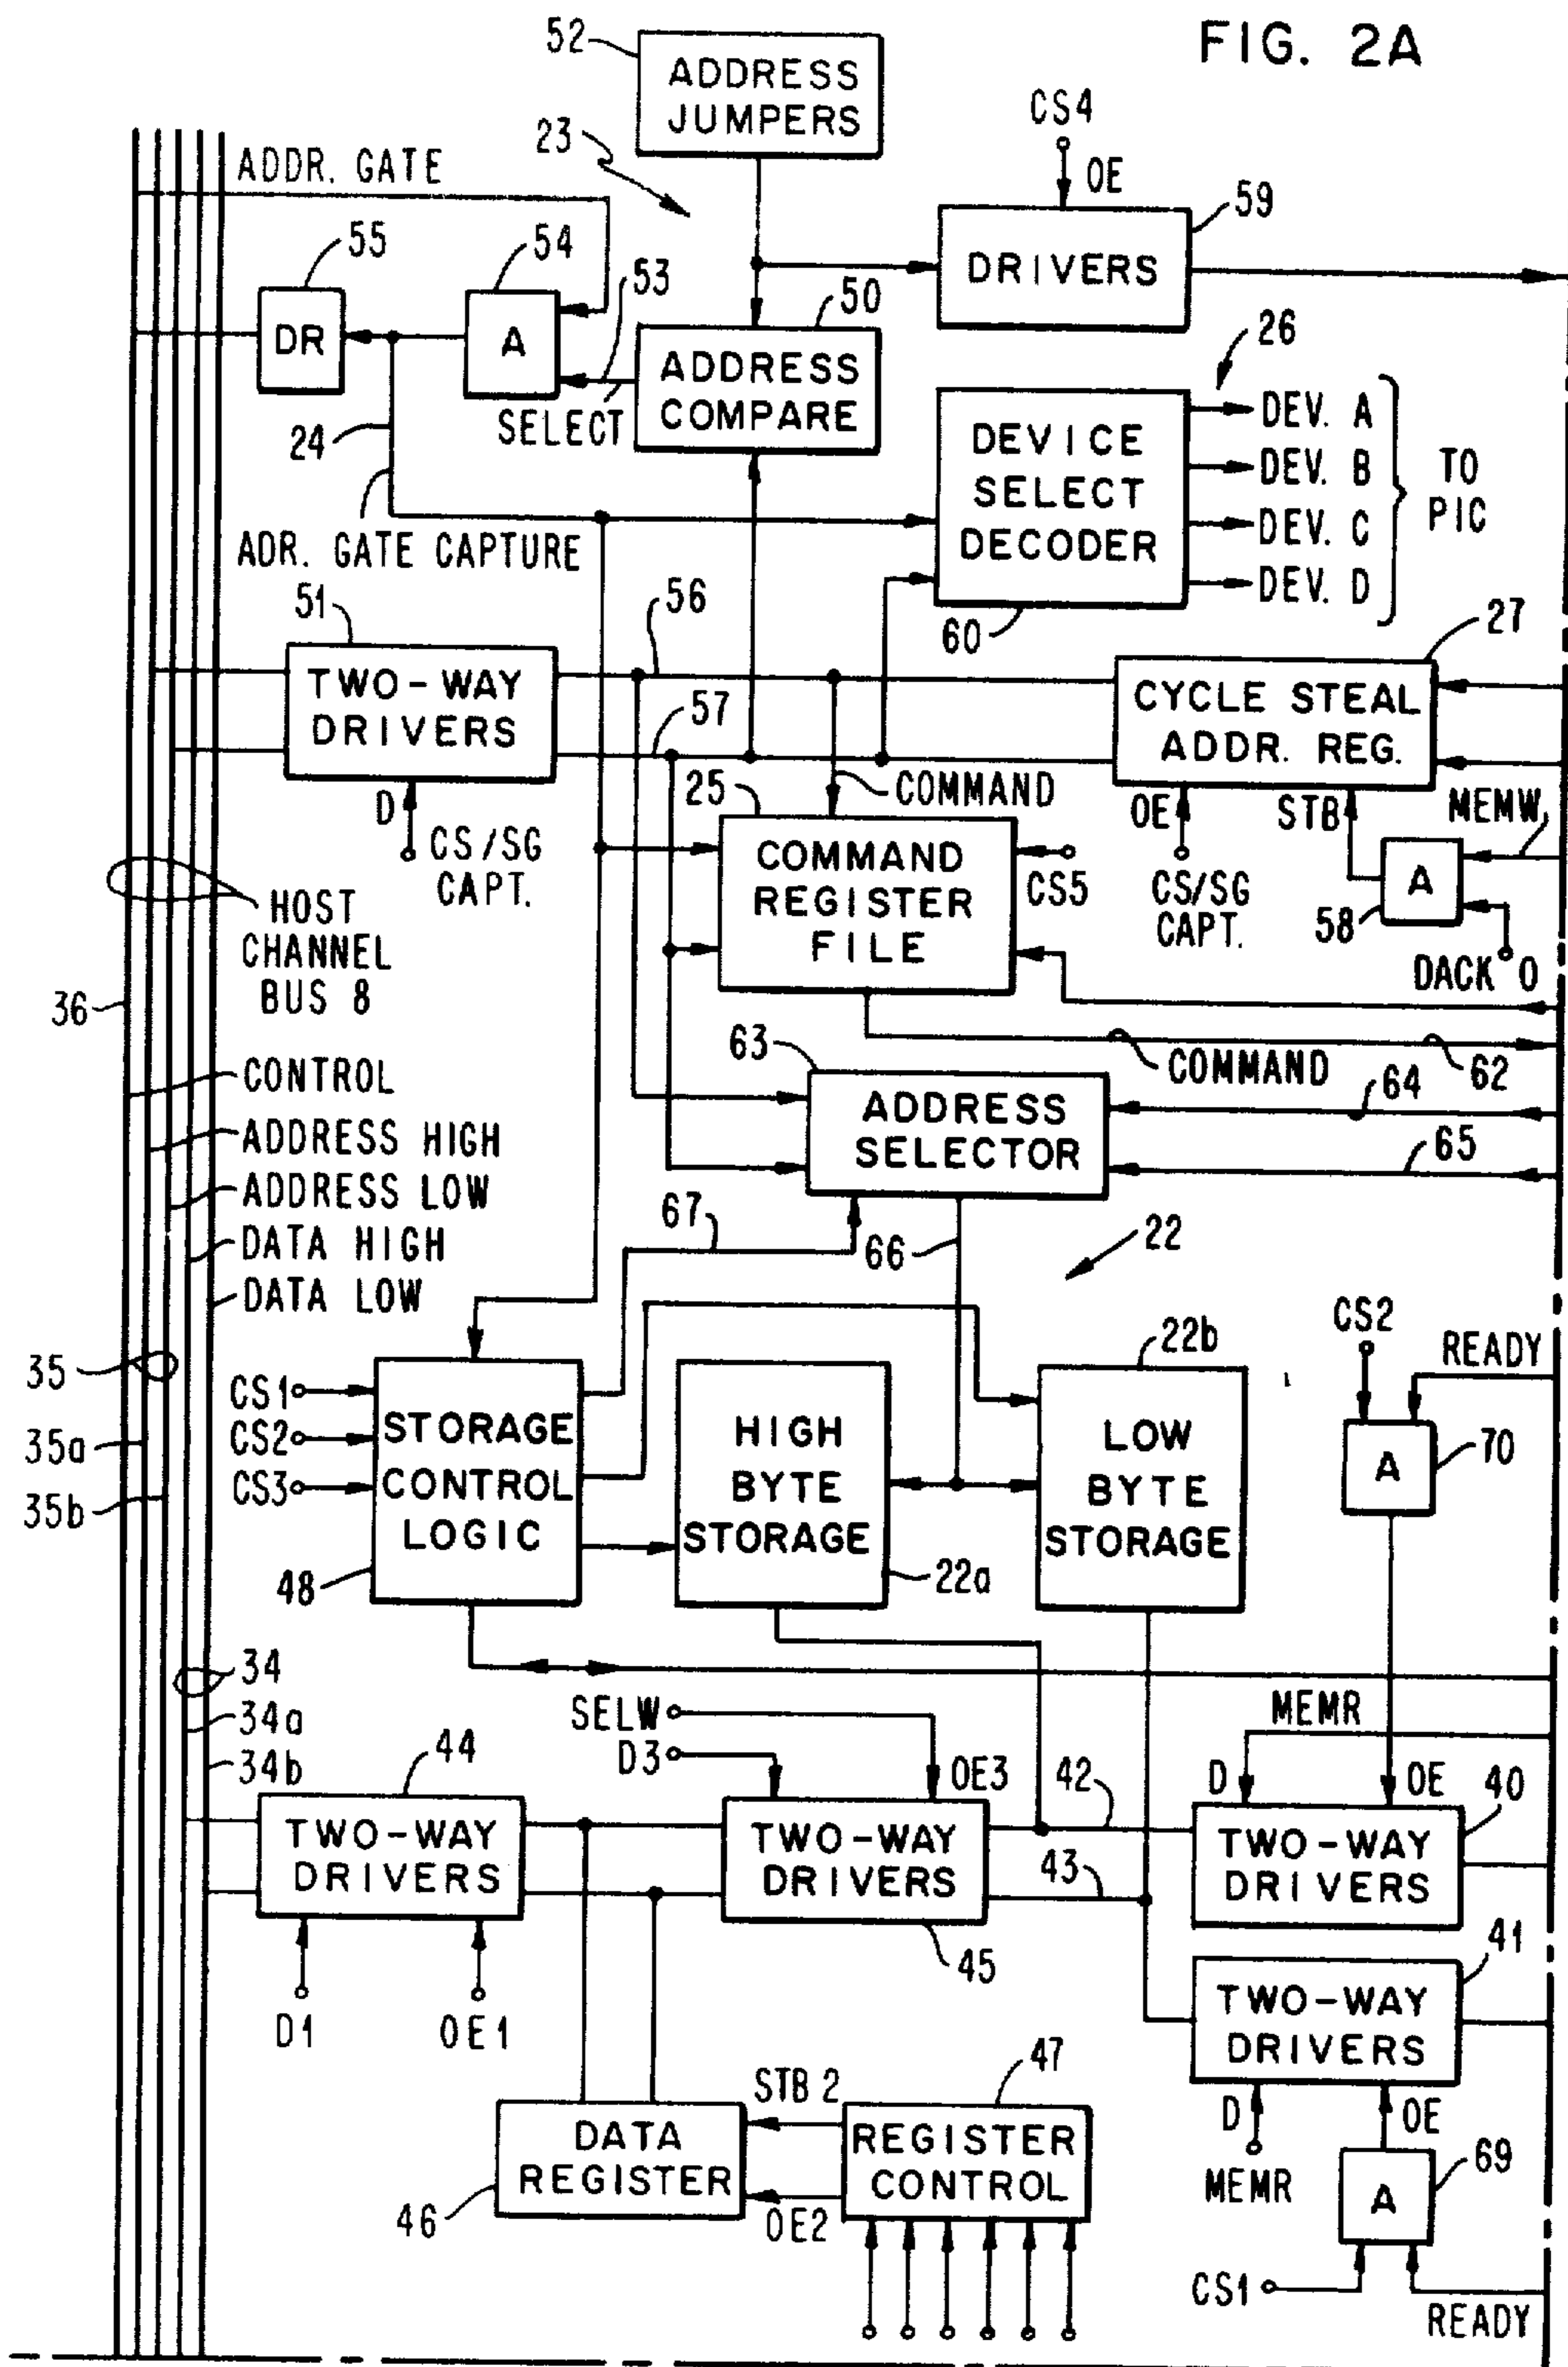 FIG. 2A
52
ADDRESS
JUMPERS
23
CS4
OE
ADDR. GATE
59
DRIVERS
55
54
53
50
DR
A
SELECT
ADDRESS
COMPARE
26
24
DEVICE
SELECT
DECODER
DEV. A
DEV. B
DEV. C
DEV. D
TO
PIC
ADR. GATE CAPTURE
60
51
56
27
TWO-WAY
DRIVERS
57
CYCLE STEAL
ADDR. REG.
D
CS/SG
CAPT.
25
COMMAND
OE
STB
MEMW
COMMAND
REGISTER
FILE
CS5
CS/SG
CAPT.
58
A
DACK 0
HOST
CHANNEL
BUS 8
36
63
COMMAND
62
64
CONTROL
ADDRESS
SELECTOR
65
ADDRESS HIGH
ADDRESS LOW
DATA HIGH
DATA LOW
67
66
22
35
CS1
CS2
CS3
35a
35b
STORAGE
CONTROL
LOGIC
48
HIGH
BYTE
STORAGE
22a
22b
LOW
BYTE
STORAGE
CS2
READY
A
70
34
34a
34b
SELW
D3
OE3
MEMR
D
OE
44
TWO-WAY
DRIVERS
TWO-WAY
DRIVERS
42
43
40
TWO-WAY
DRIVERS
D1
OE1
45
41
TWO-WAY
DRIVERS
D
OE
MEMR
DATA
REGISTER
46
STB 2
OE2
47
REGISTER
CONTROL
A
69
CS1
READY